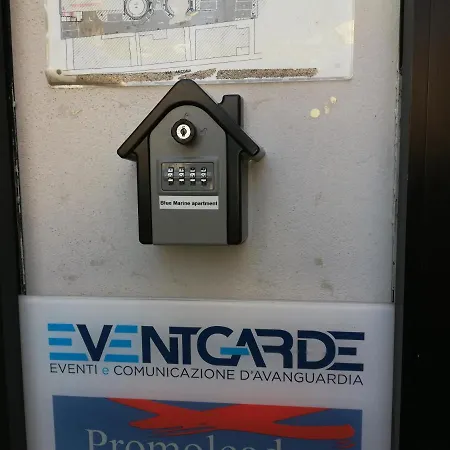 Blue Marine apartment
EVENTGARDE
EVENTI e COMUNICAZIONE D'AVANGUARDIA